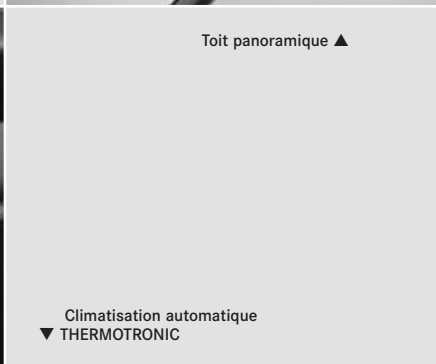 Toit panoramique ▲
Climatisation automatique
▼ THERMOTRONIC